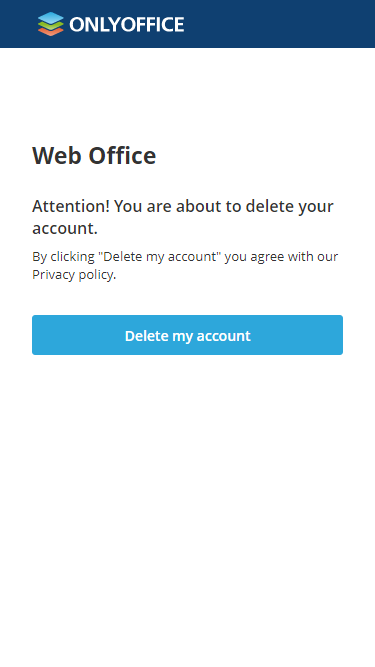 ONLYOFFICE
Web Office
Attention! You are about to delete your
account.
By clicking "Delete my account" you agree with our
Privacy policy.
Delete my account